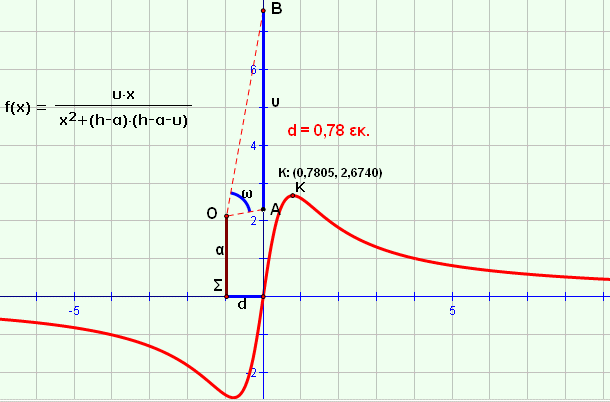 B
6
υ
f(x) = υ·x / x²+(h-α)·(h-α-υ)
d = 0,78 εκ.
4
K: (0,7805, 2,6740)
ω
K
O
A
2
α
Σ
d
-5
5
-2